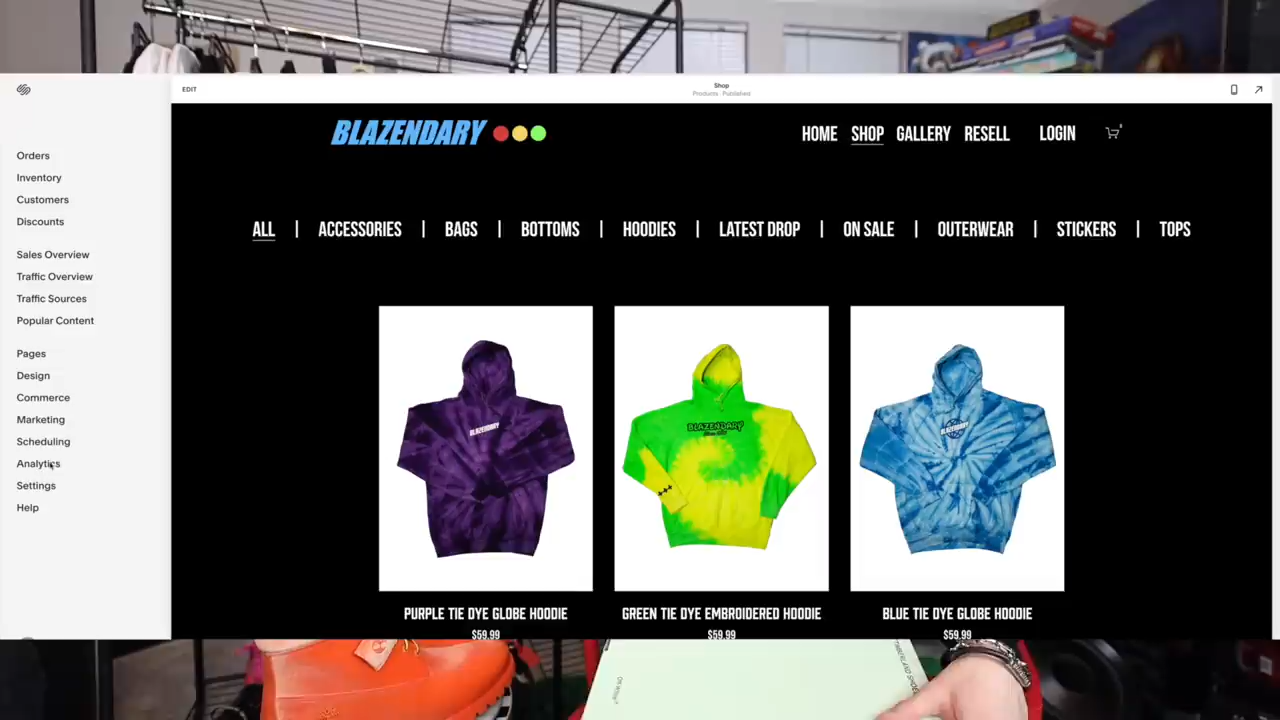 EDIT
Shop
Products · Published
BLAZENDARY
HOME SHOP GALLERY RESELL LOGIN
Orders
Inventory
Customers
Discounts
Sales Overview
Traffic Overview
Traffic Sources
Popular Content
Pages
Design
Commerce
Marketing
Scheduling
Analytics
Settings
Help
ALL | ACCESSORIES | BAGS | BOTTOMS | HOODIES | LATEST DROP | ON SALE | OUTERWEAR | STICKERS | TOPS
BLAZENDARY
BLAZENDARY
BLAZENDARY
PURPLE TIE DYE GLOBE HOODIE
$59.99
GREEN TIE DYE EMBROIDERED HOODIE
$59.99
BLUE TIE DYE GLOBE HOODIE
$59.99